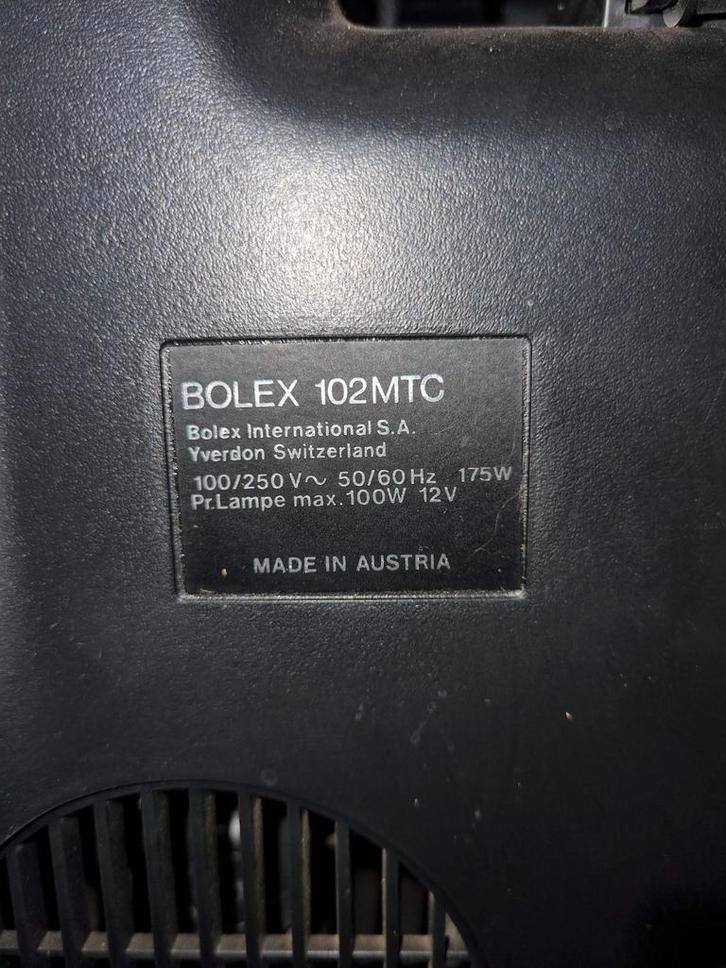 BOLEX 102MTC
Bolex International S.A.
Yverdon Switzerland
100/250 V~ 50/60 Hz 175W
Pr.Lampe max.100W 12V
MADE IN AUSTRIA